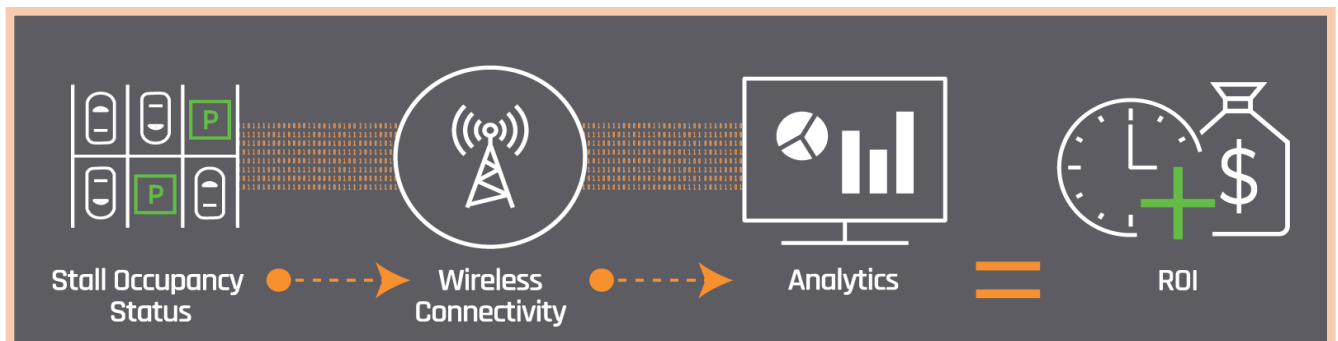 P
P
$
Stall Occupancy
Status
Wireless
Connectivity
Analytics
ROI